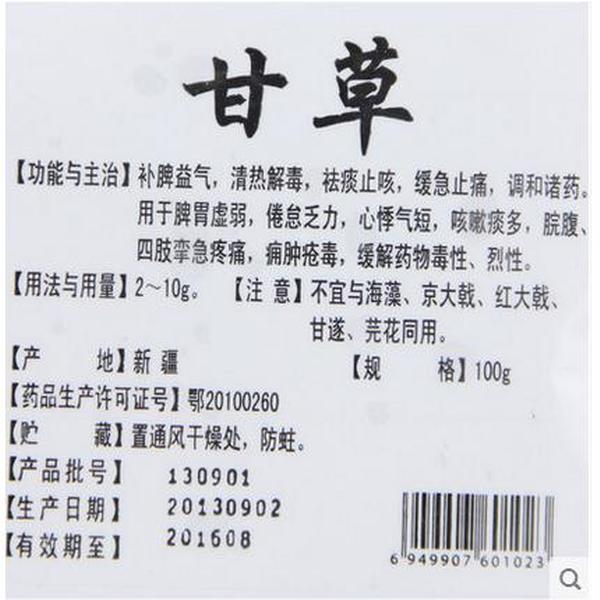 甘草
【功能与主治】补脾益气，清热解毒，祛痰止咳，缓急止痛，调和诸药。
用于脾胃虚弱，倦怠乏力，心悸气短，咳嗽痰多，脘腹、
四肢挛急疼痛，痈肿疮毒，缓解药物毒性、烈性。
【用法与用量】2～10g。 【注 意】不宜与海藻、京大戟、红大戟、
甘遂、芫花同用。
【产 地】新 疆 【规 格】100g
【药品生产许可证号】鄂20100260
【贮 藏】置通风干燥处，防蛀。
【产品批号】 130901
【生产日期】 20130902
【有效期至】 201608
6 949907 601023